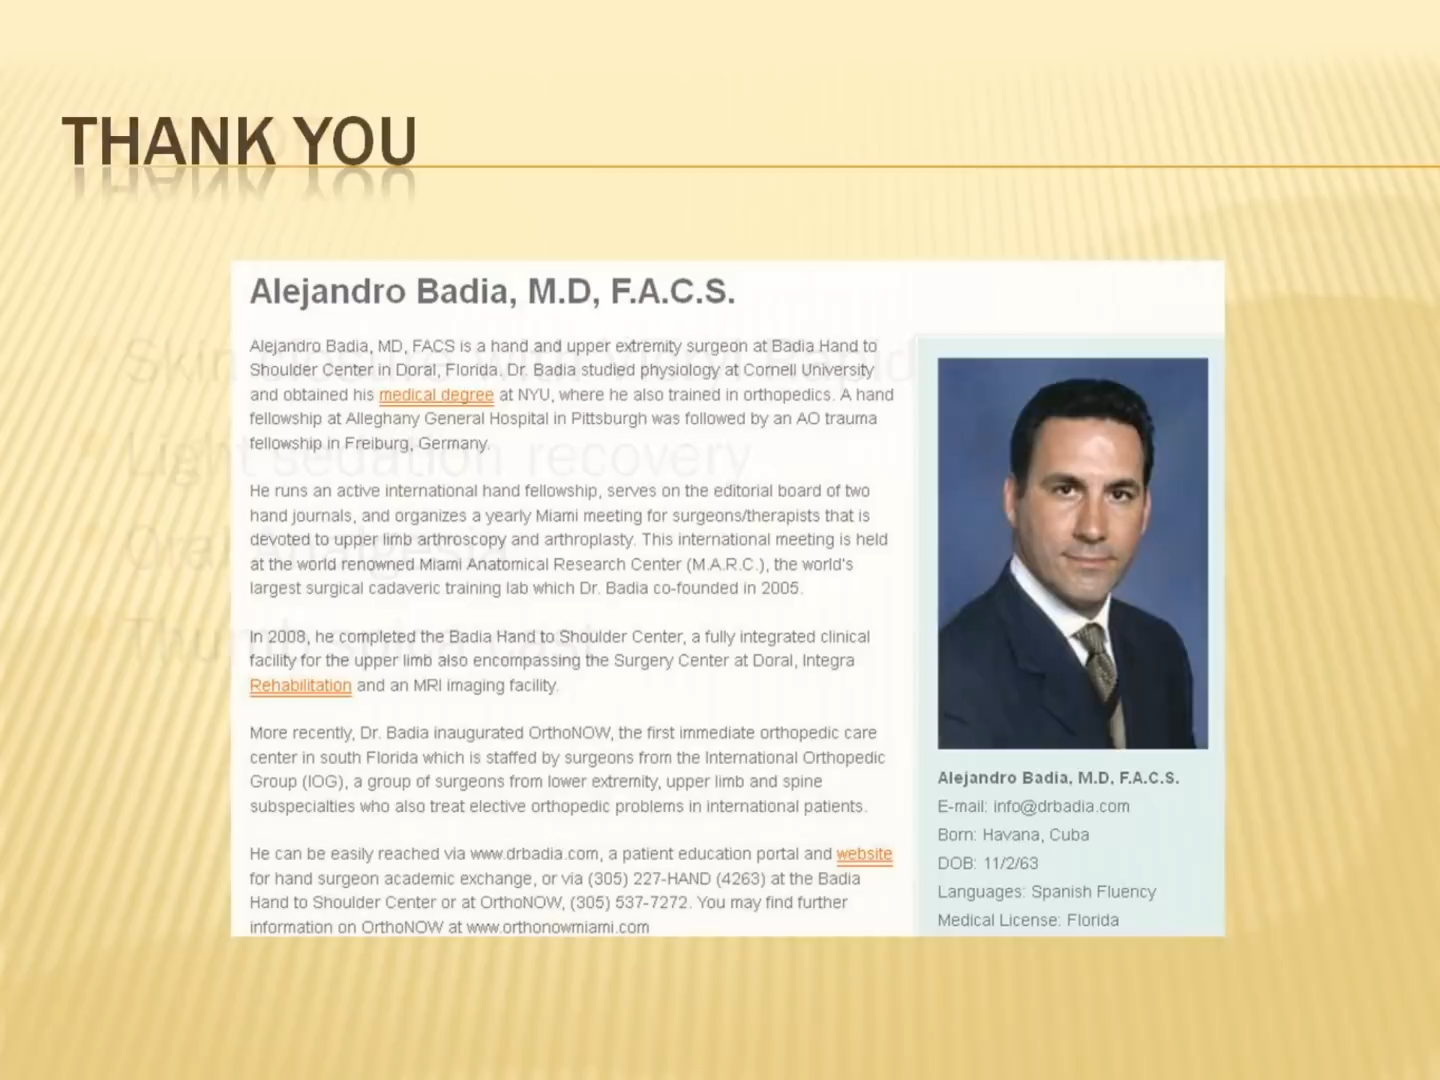 THANK YOU
Alejandro Badia, M.D, F.A.C.S.
Alejandro Badia, MD, FACS is a hand and upper extremity surgeon at Badia Hand to
Shoulder Center in Doral, Florida. Dr. Badia studied physiology at Cornell University
and obtained his medical degree at NYU, where he also trained in orthopedics. A hand
fellowship at Alleghany General Hospital in Pittsburgh was followed by an AO trauma
fellowship in Freiburg, Germany.
He runs an active international hand fellowship, serves on the editorial board of two
hand journals, and organizes a yearly Miami meeting for surgeons/therapists that is
devoted to upper limb arthroscopy and arthroplasty. This international meeting is held
at the world renowned Miami Anatomical Research Center (M.A.R.C.), the world's
largest surgical cadaveric training lab which Dr. Badia co-founded in 2005.
In 2008, he completed the Badia Hand to Shoulder Center, a fully integrated clinical
facility for the upper limb also encompassing the Surgery Center at Doral, Integra
Rehabilitation and an MRI imaging facility.
More recently, Dr. Badia inaugurated OrthoNOW, the first immediate orthopedic care
center in south Florida which is staffed by surgeons from the International Orthopedic
Group (IOG), a group of surgeons from lower extremity, upper limb and spine
subspecialties who also treat elective orthopedic problems in international patients.
He can be easily reached via www.drbadia.com, a patient education portal and website
for hand surgeon academic exchange, or via (305) 227-HAND (4263) at the Badia
Hand to Shoulder Center or at OrthoNOW, (305) 537-7272. You may find further
information on OrthoNOW at www.orthonowmiami.com
Alejandro Badia, M.D, F.A.C.S.
E-mail: info@drbadia.com
Born: Havana, Cuba
DOB: 11/2/63
Languages: Spanish Fluency
Medical License: Florida
Skin with Rapid
Light sedation recovery
Oral Analgesia
Thumb spica cast